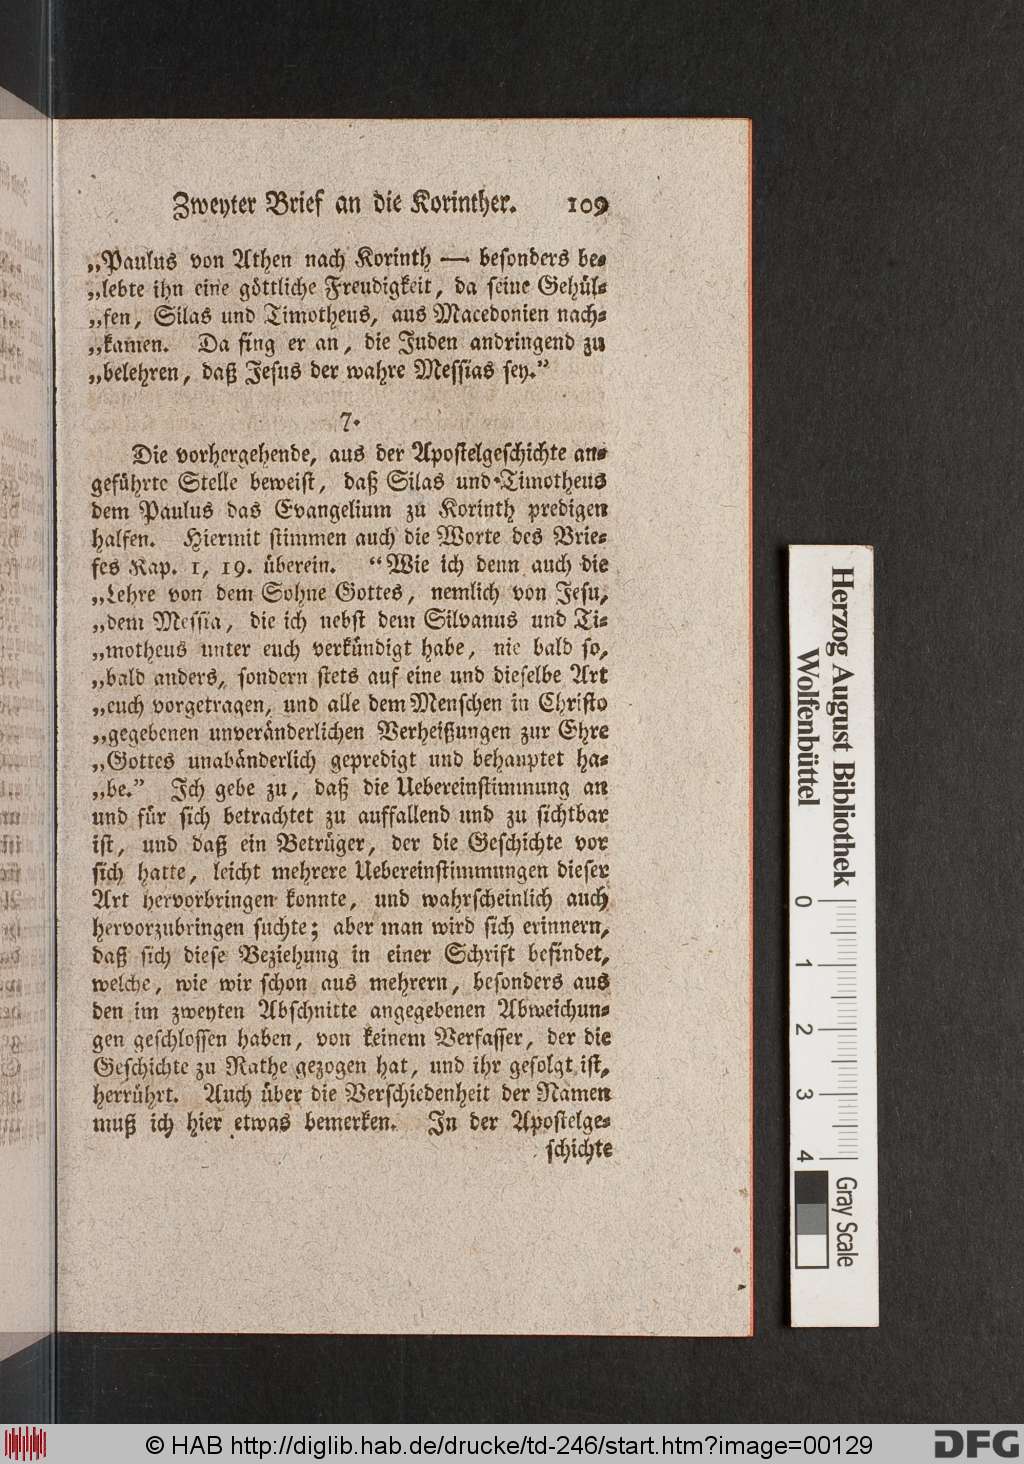 Zweyter Brief an die Korinther. 109
„Paulus von Athen nach Korinth — besonders be-
„lebte ihn eine göttliche Freudigkeit, da seine Gehül-
„fen, Silas und Timotheus, aus Macedonien nach-
„kamen. Da fing er an, die Juden andringend zu
„belehren, daß Jesus der wahre Messias sey.”
7.
Die vorhergehende, aus der Apostelgeschichte an-
geführte Stelle beweist, daß Silas und Timotheus
dem Paulus das Evangelium zu Korinth predigen
halfen. Hiermit stimmen auch die Worte des Brie-
fes Kap. 1, 19. überein. “Wie ich denn auch die
„Lehre von dem Sohne Gottes, nemlich von Jesu,
„dem Messia, die ich nebst dem Silvanus und Ti-
„motheus unter euch verkündigt habe, nie bald so,
„bald anders, sondern stets auf eine und dieselbe Art
„euch vorgetragen, und alle dem Menschen in Christo
„gegebenen unveränderlichen Verheißungen zur Ehre
„Gottes unabänderlich gepredigt und behauptet ha-
„be.” Ich gebe zu, daß die Uebereinstimmung an
und für sich betrachtet zu auffallend und zu sichtbar
ist, und daß ein Betrüger, der die Geschichte vor
sich hatte, leicht mehrere Uebereinstimmungen dieser
Art hervorbringen konnte, und wahrscheinlich auch
hervorzubringen suchte; aber man wird sich erinnern,
daß sich diese Beziehung in einer Schrift befindet,
welche, wie wir schon aus mehrern, besonders aus
den im zweyten Abschnitte angegebenen Abweichun-
gen geschlossen haben, von keinem Verfasser, der die
Geschichte zu Rathe gezogen hat, und ihr gefolgt ist,
herrührt. Auch über die Verschiedenheit der Namen
muß ich hier etwas bemerken. In der Apostelge-
schichte
Herzog August Bibliothek
Wolfenbüttel
0 1 2 3 4
Gray Scale
© HAB http://diglib.hab.de/drucke/td-246/start.htm?image=00129
DFG